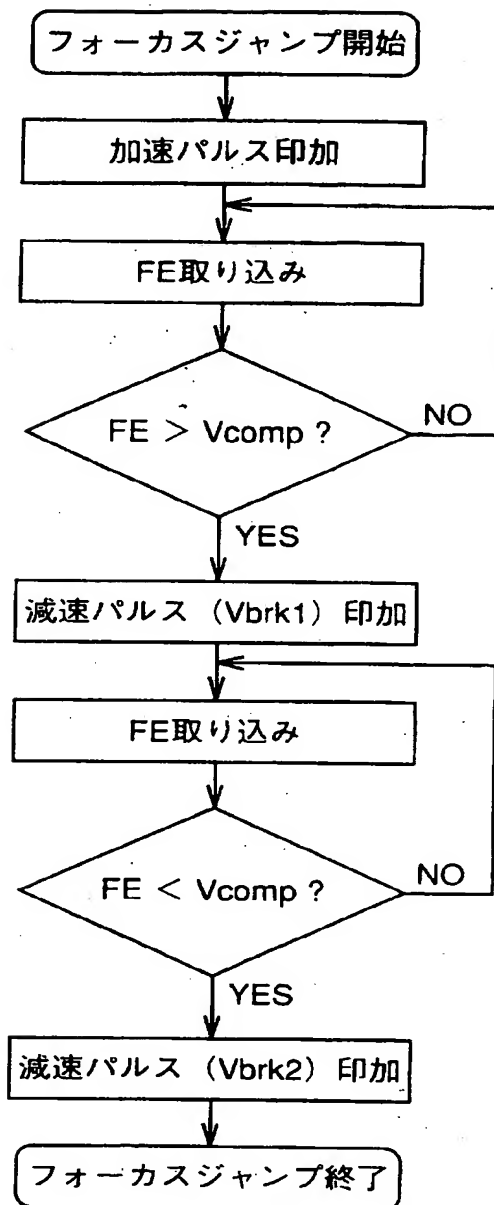 フォーカスジャンプ開始
加速パルス印加
FE取り込み
FE > Vcomp ?
NO
YES
減速パルス (Vbrk1) 印加
FE取り込み
FE < Vcomp ?
NO
YES
減速パルス (Vbrk2) 印加
フォーカスジャンプ終了